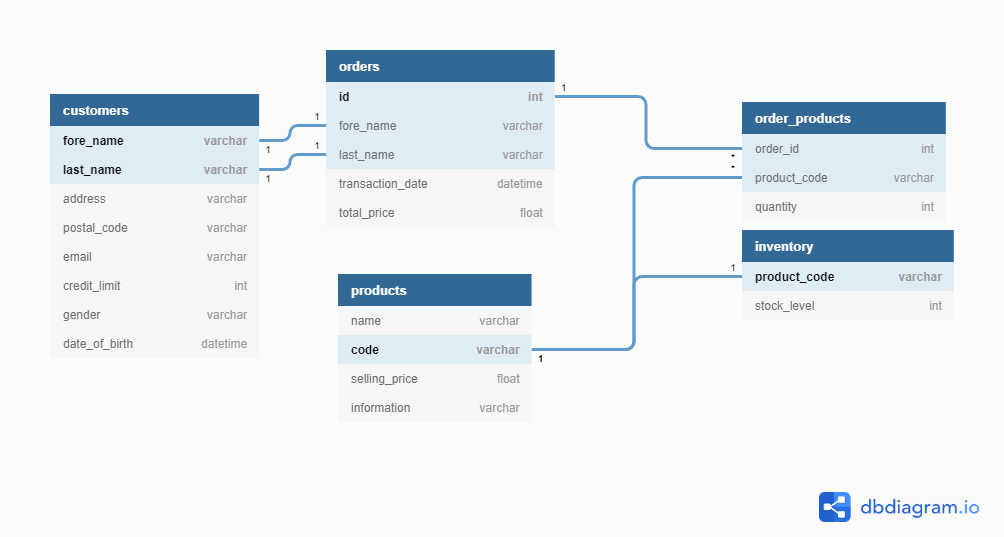 customers
fore_name varchar
last_name varchar
address varchar
postal_code varchar
email varchar
credit_limit int
gender varchar
date_of_birth datetime
1
1
1
1
orders
id int
fore_name varchar
last_name varchar
transaction_date datetime
total_price float
1
products
name varchar
code varchar
selling_price float
information varchar
1
order_products
order_id int
product_code varchar
quantity int
*
*
inventory
product_code varchar
stock_level int
1
dbdiagram.io